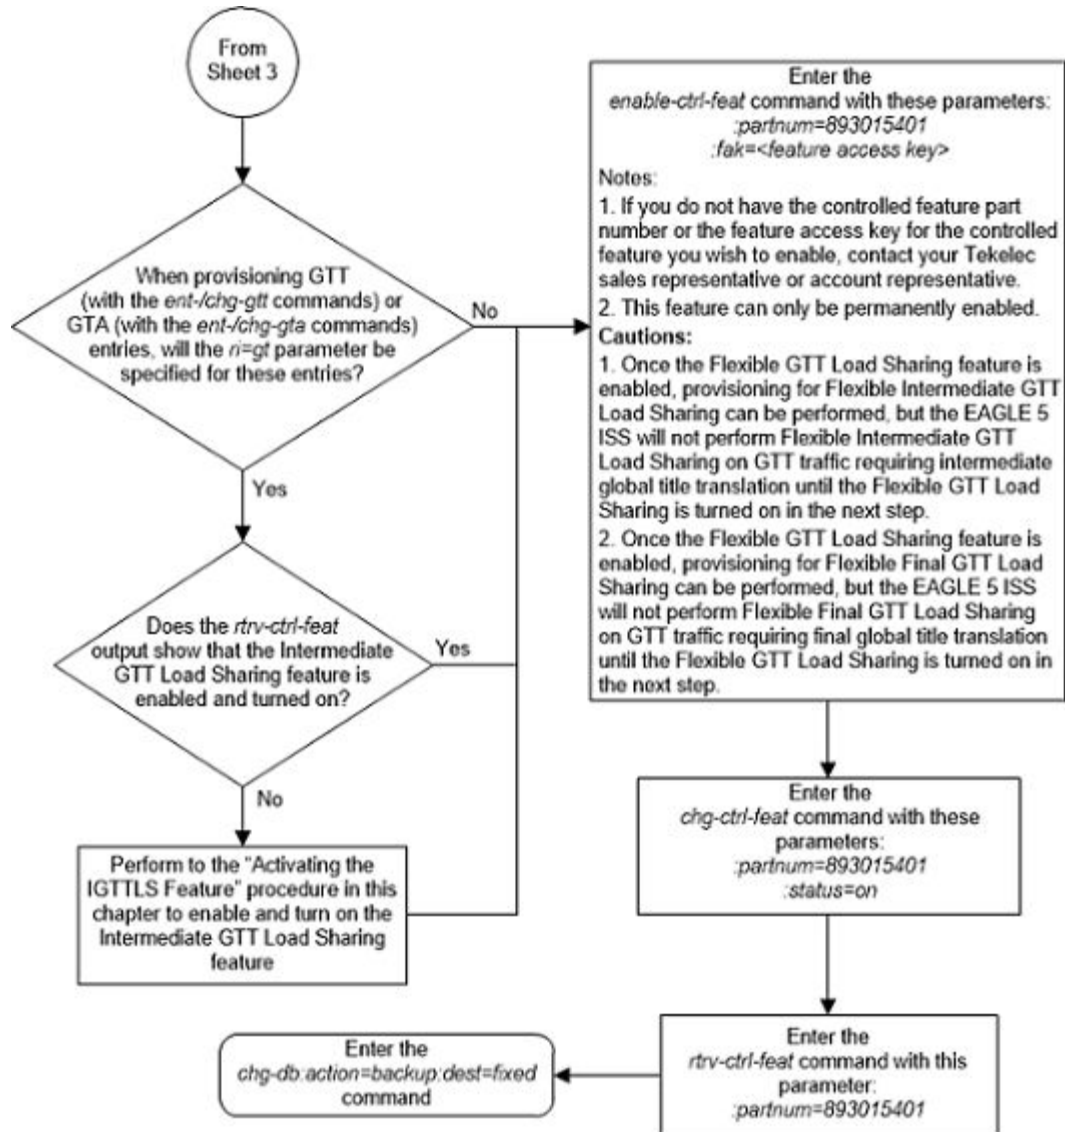 From
Sheet 3
When provisioning GTT
(with the ent-/chg-gtt commands) or
GTA (with the ent-/chg-gta commands)
entries, will the ri=gt parameter be
specified for these entries?
No
Yes
Does the rtrv-ctrl-feat
output show that the Intermediate
GTT Load Sharing feature is
enabled and turned on?
Yes
No
Perform to the "Activating the
IGTTLS Feature" procedure in this
chapter to enable and turn on the
Intermediate GTT Load Sharing
feature
Enter the
enable-ctrl-feat command with these parameters:
:partnum=893015401
:fak=<feature access key>
Notes:
1. If you do not have the controlled feature part
number or the feature access key for the controlled
feature you wish to enable, contact your Tekelec
sales representative or account representative.
2. This feature can only be permanently enabled.
Cautions:
1. Once the Flexible GTT Load Sharing feature is
enabled, provisioning for Flexible Intermediate GTT
Load Sharing can be performed, but the EAGLE 5
ISS will not perform Flexible Intermediate GTT
Load Sharing on GTT traffic requiring intermediate
global title translation until the Flexible GTT Load
Sharing is turned on in the next step.
2. Once the Flexible GTT Load Sharing feature is
enabled, provisioning for Flexible Final GTT Load
Sharing can be performed, but the EAGLE 5 ISS
will not perform Flexible Final GTT Load Sharing
on GTT traffic requiring final global title translation
until the Flexible GTT Load Sharing is turned on in
the next step.
Enter the
chg-ctrl-feat command with these
parameters:
:partnum=893015401
:status=on
Enter the
rtrv-ctrl-feat command with this
parameter:
:partnum=893015401
Enter the
chg-db:action=backup:dest=fixed
command